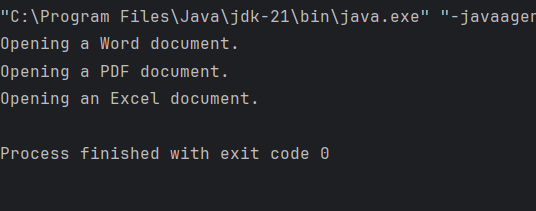 "C:\Program Files\Java\jdk-21\bin\java.exe" "-javaagen
Opening a Word document.
Opening a PDF document.
Opening an Excel document.
Process finished with exit code 0